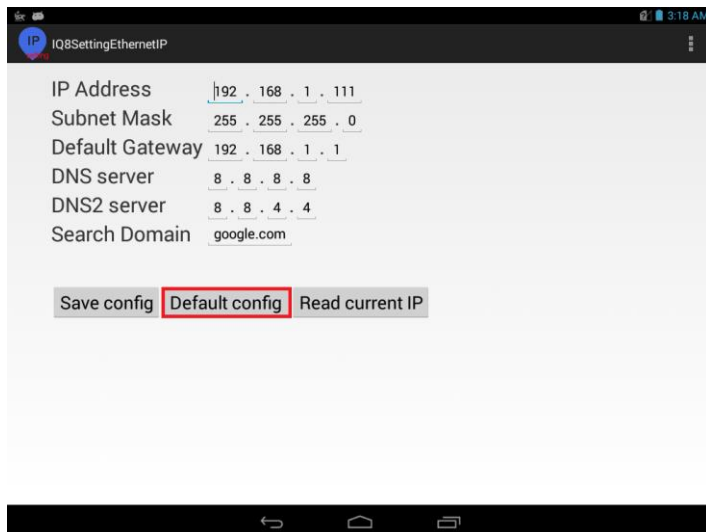 3:18 AM
IP
IQ8SettingEthernetIP
IP Address 192 . 168 . 1 . 111
Subnet Mask 255 . 255 . 255 . 0
Default Gateway 192 . 168 . 1 . 1
DNS server 8 . 8 . 8 . 8
DNS2 server 8 . 8 . 4 . 4
Search Domain google.com
Save config Default config Read current IP